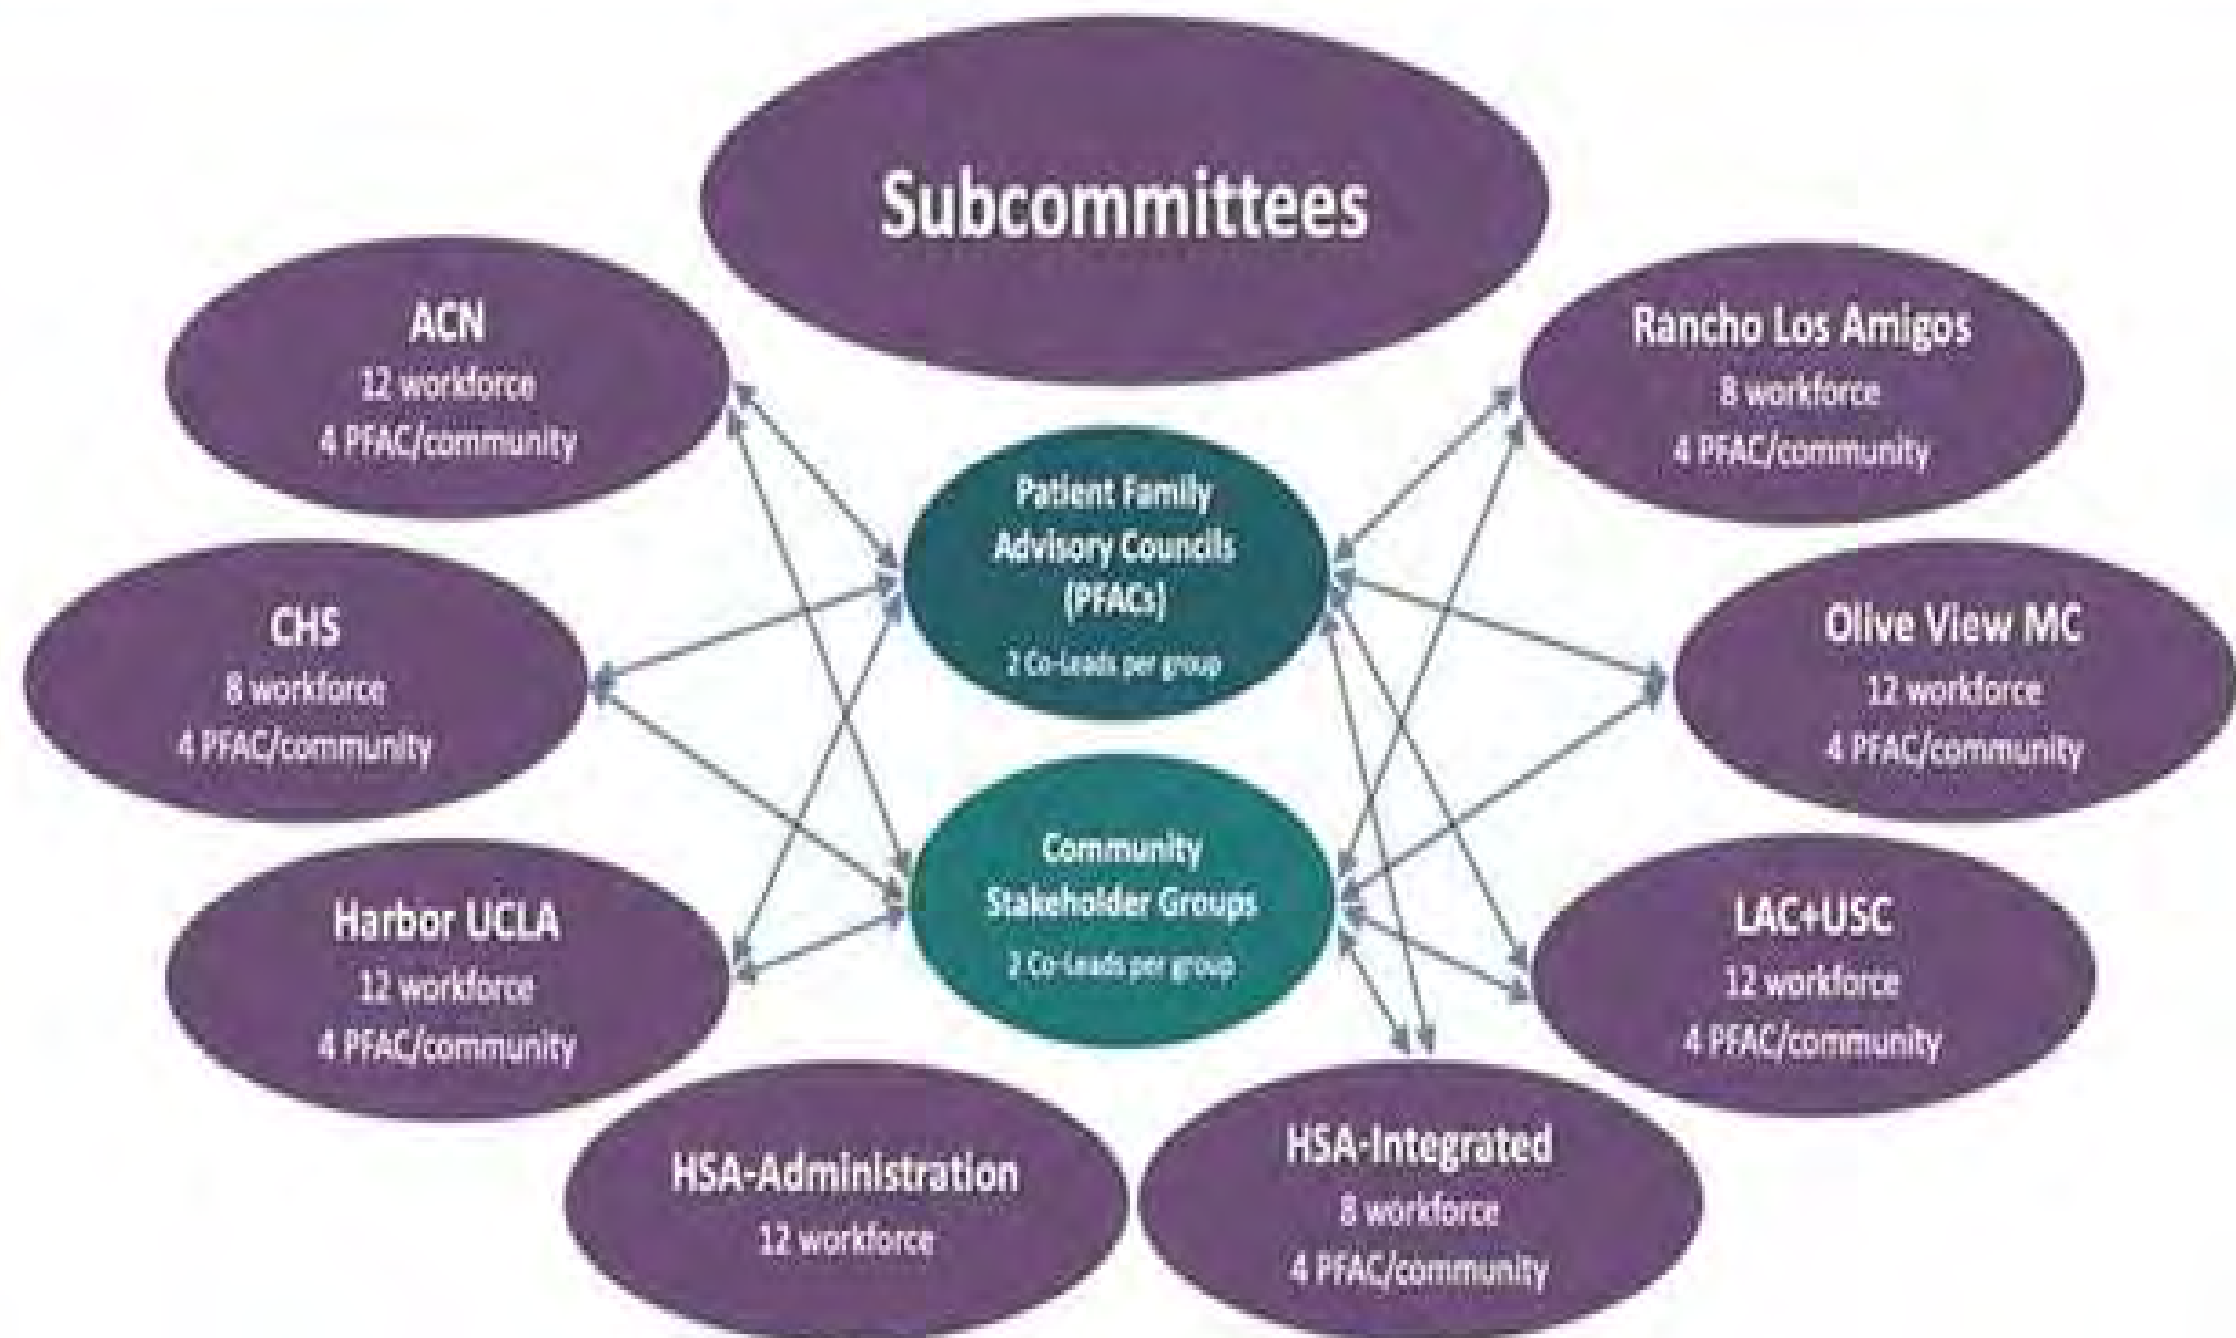 Subcommittees
ACN
12 workforce
4 PFAC/community
Rancho Los Amigos
8 workforce
4 PFAC/community
Patient Family
Advisory Councils
(PFACs)
2 Co-Leads per group
CHS
8 workforce
4 PFAC/community
Olive View MC
12 workforce
4 PFAC/community
Community
Stakeholder Groups
2 Co-Leads per group
Harbor UCLA
12 workforce
4 PFAC/community
LAC+USC
12 workforce
4 PFAC/community
HSA-Administration
12 workforce
HSA-Integrated
8 workforce
4 PFAC/community